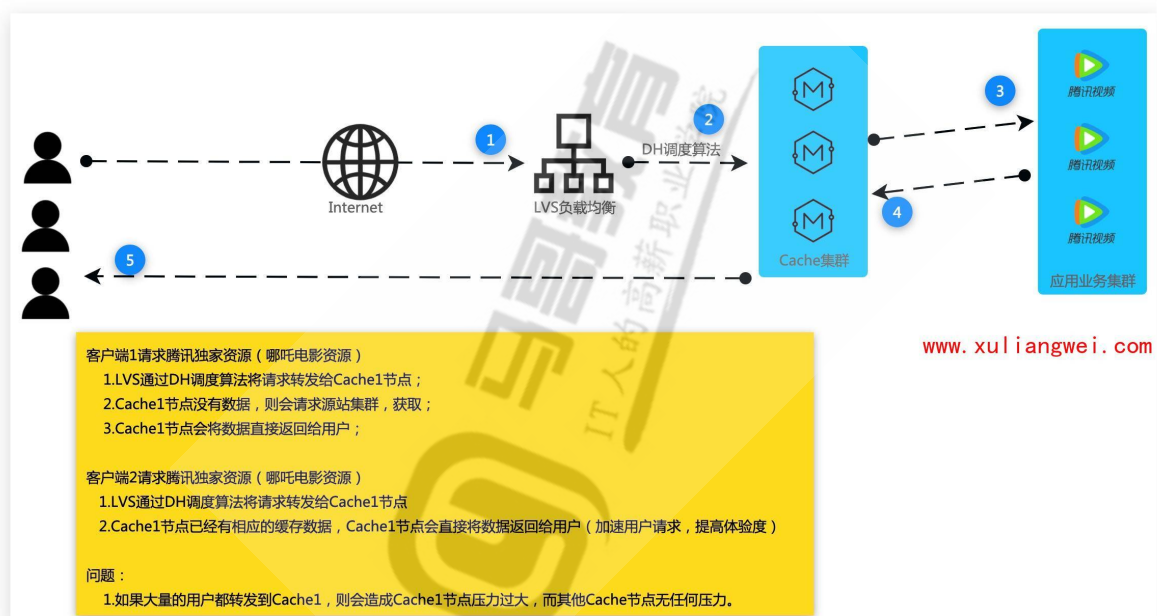 1
2
3
4
5
DH调度算法
Internet
LVS负载均衡
Cache集群
腾讯视频
腾讯视频
腾讯视频
应用业务集群
www.xuliangwei.com
客户端1请求腾讯独家资源（哪吒电影资源）
1.LVS通过DH调度算法将请求转发给Cache1节点；
2.Cache1节点没有数据，则会请求源站集群，获取；
3.Cache1节点会将数据直接返回给用户；
客户端2请求腾讯独家资源（哪吒电影资源）
1.LVS通过DH调度算法将请求转发给Cache1节点
2.Cache1节点已经有相应的缓存数据，Cache1节点会直接将数据返回给用户（加速用户请求，提高体验度）
问题：
1.如果大量的用户都转发到Cache1，则会造成Cache1节点压力过大，而其他Cache节点无任何压力。
马哥教育
IT人的高薪职业学院